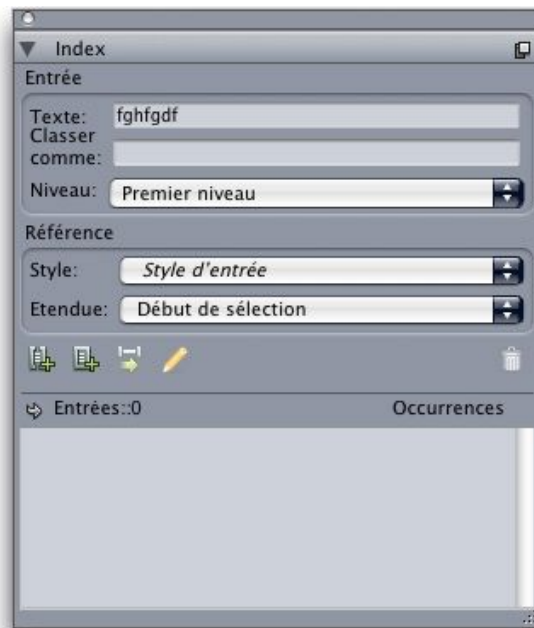 Index
Entrée
Texte: fghfgdf
Classer
comme:
Niveau: Premier niveau
Référence
Style: Style d'entrée
Etendue: Début de sélection
Entrées::0 Occurrences